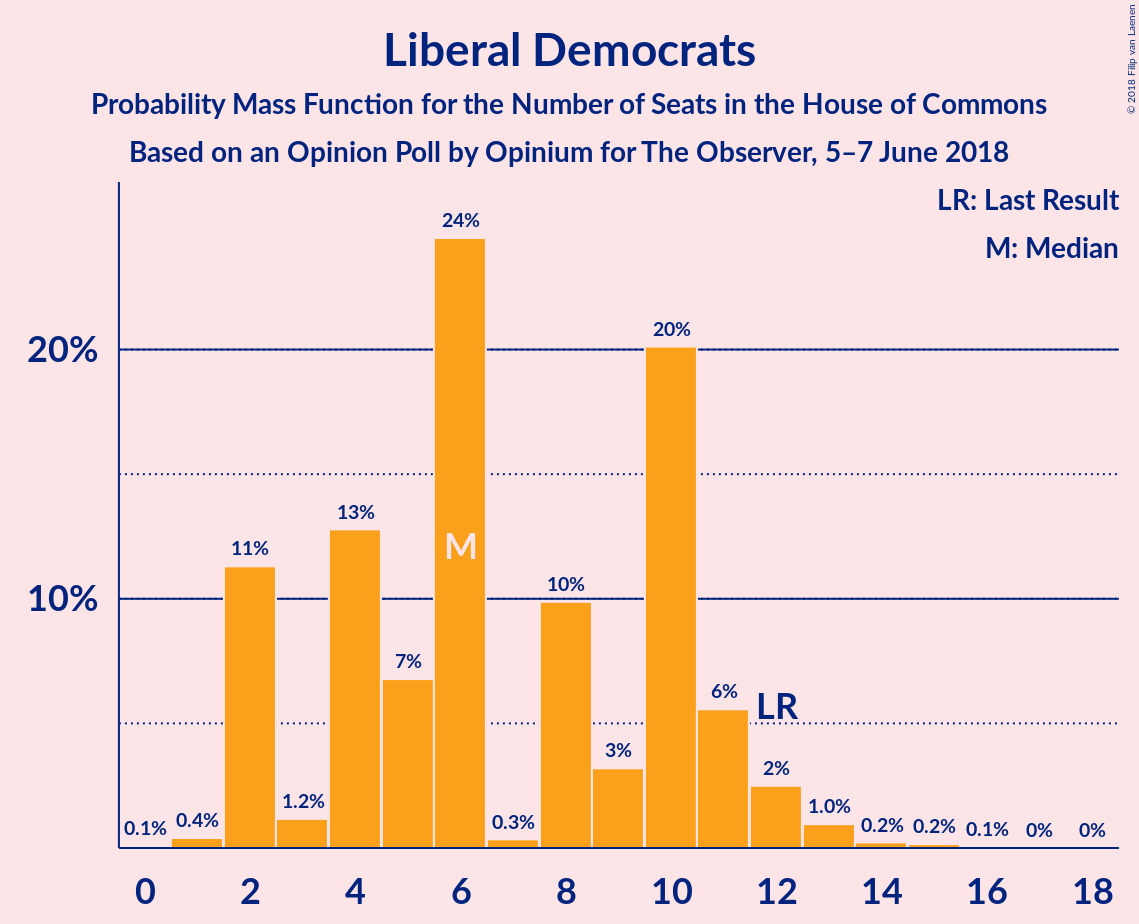 Liberal Democrats
Probability Mass Function for the Number of Seats in the House of Commons
Based on an Opinion Poll by Opinium for The Observer, 5–7 June 2018
© 2018 Filip van Laenen
LR: Last Result
M: Median
24%
20%
20%
13%
11%
M
10%
10%
7%
6%
LR
3%
2%
1.2%
1.0%
0.1%
0.4%
0.3%
0.2%
0.2%
0.1%
0%
0%
0 2 4 6 8 10 12 14 16 18